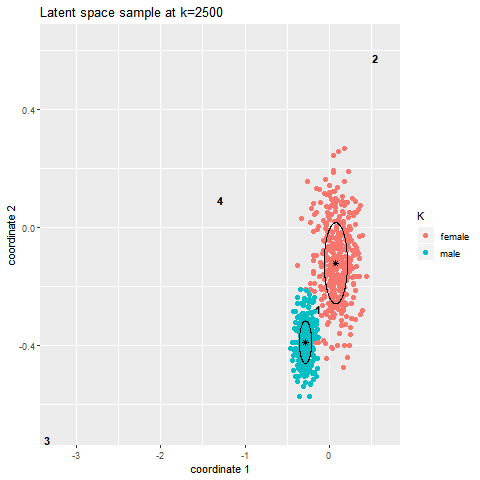 Latent space sample at k=2500
2
0.4
4
0.0
1
-0.4
3
-3
-2
-1
0
coordinate 1
coordinate 2
K
female
male